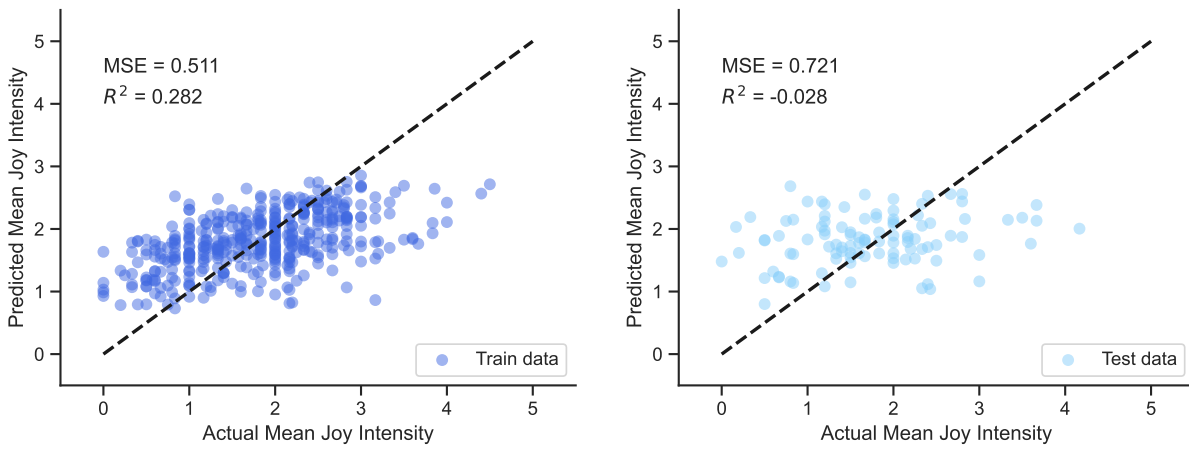 5
4
3
2
1
0
Predicted Mean Joy Intensity
MSE = 0.511
R² = 0.282
Train data
0 1 2 3 4 5
Actual Mean Joy Intensity
5
4
3
2
1
0
Predicted Mean Joy Intensity
MSE = 0.721
R² = -0.028
Test data
0 1 2 3 4 5
Actual Mean Joy Intensity